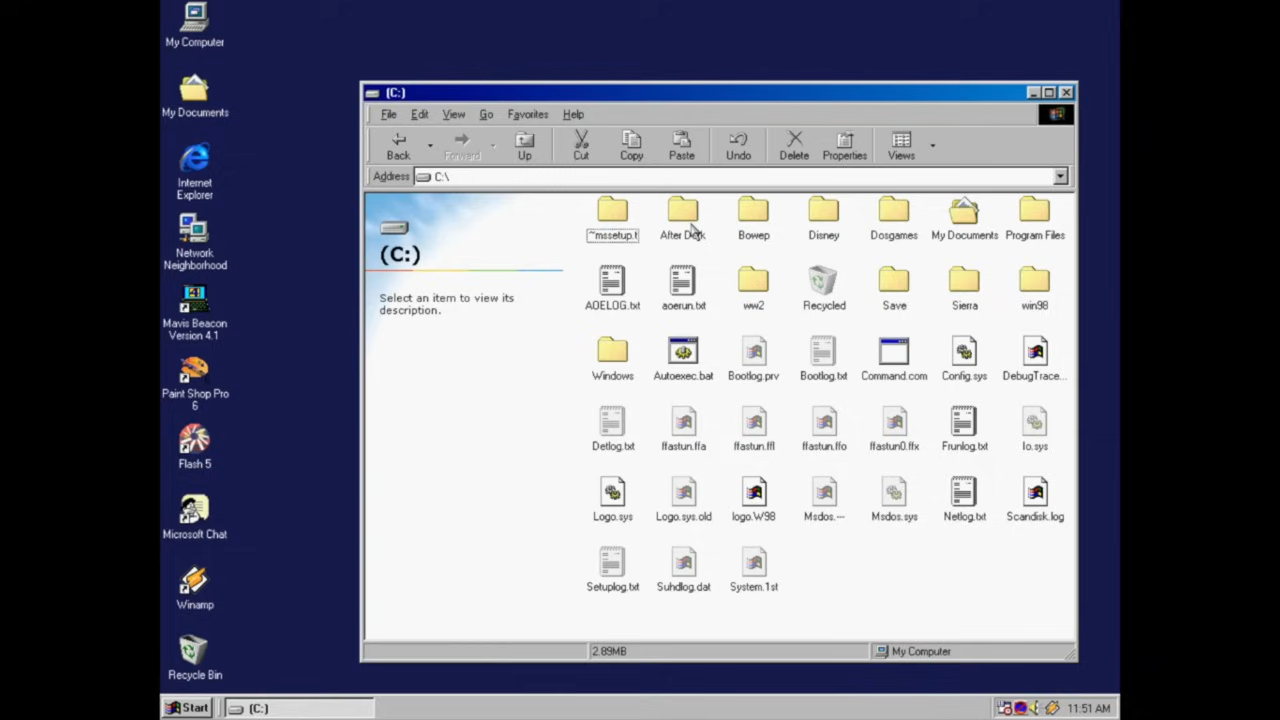 My Computer
My Documents
Internet
Explorer
Network
Neighborhood
Mavis Beacon
Version 4.1
Paint Shop Pro
6
Flash 5
Microsoft Chat
Winamp
Recycle Bin
(C:)
File Edit View Go Favorites Help
Back Forward Up Cut Copy Paste Undo Delete Properties Views
Address C:\
(C:)
Select an item to view its
description.
~mssetup.t After Dark Bowep Disney Dosgames My Documents Program Files
AOELOG.txt aoerun.txt ww2 Recycled Save Sierra win98
Windows Autoexec.bat Bootlog.prv Bootlog.txt Command.com Config.sys DebugTrace...
Detlog.txt ffastun.ffa ffastun.ffl ffastun.ffo ffastun0.ffx Frunlog.txt Io.sys
Logo.sys Logo.sys.old logo.W98 Msdos.--- Msdos.sys Netlog.txt Scandisk.log
Setuplog.txt Suhdlog.dat System.1st
2.89MB My Computer
Start (C:) 11:51 AM